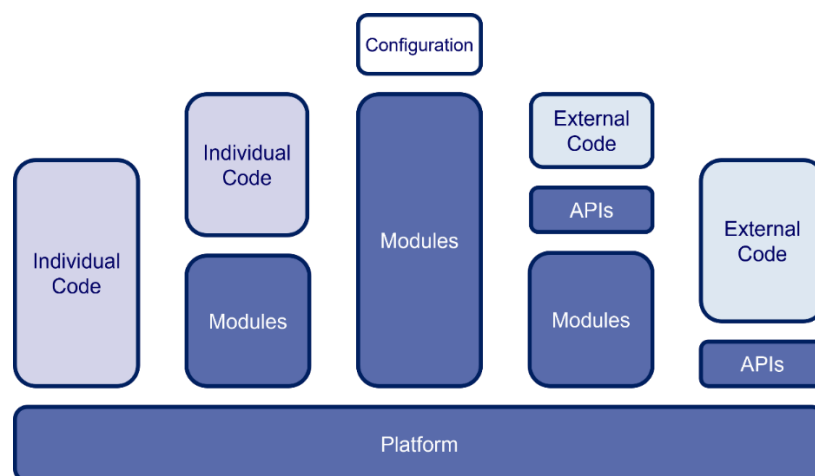 Configuration
Individual
Code
External
Code
Individual
Code
Modules
APIs
External
Code
Modules
Modules
APIs
Platform